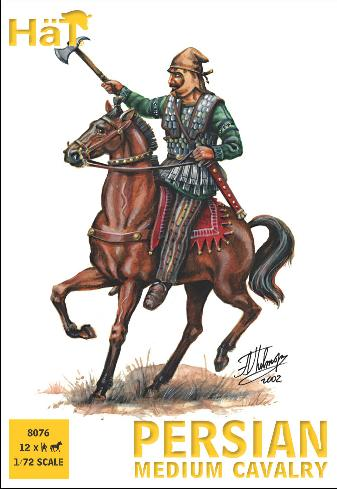 HäT
2002
8076
12 x
1/72 SCALE
PERSIAN
MEDIUM CAVALRY